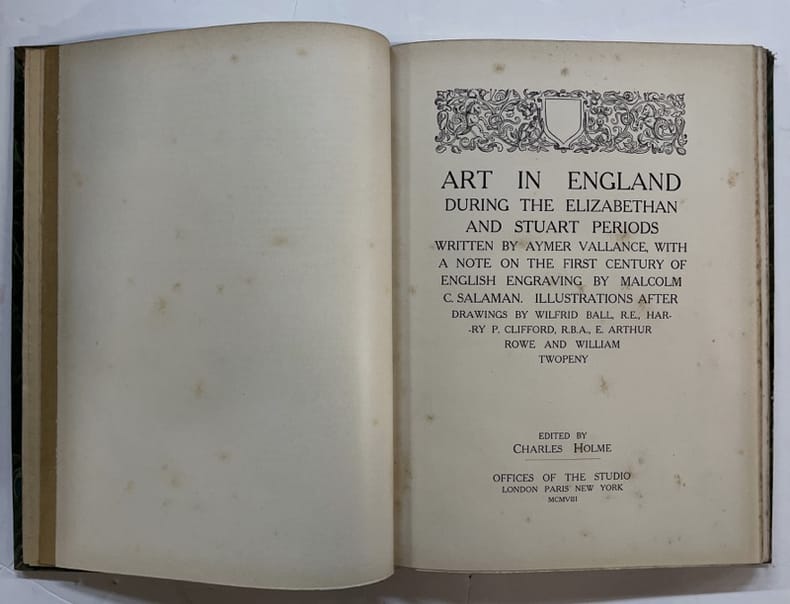 ART IN ENGLAND
DURING THE ELIZABETHAN
AND STUART PERIODS
WRITTEN BY AYMER VALLANCE, WITH
A NOTE ON THE FIRST CENTURY OF
ENGLISH ENGRAVING BY MALCOLM
C. SALAMAN. ILLUSTRATIONS AFTER
DRAWINGS BY WILFRID BALL, R.E., HAR-
-RY P. CLIFFORD, R.B.A., E. ARTHUR
ROWE AND WILLIAM
TWOPENY
EDITED BY
CHARLES HOLME
OFFICES OF THE STUDIO
LONDON PARIS NEW YORK
MCMVIII